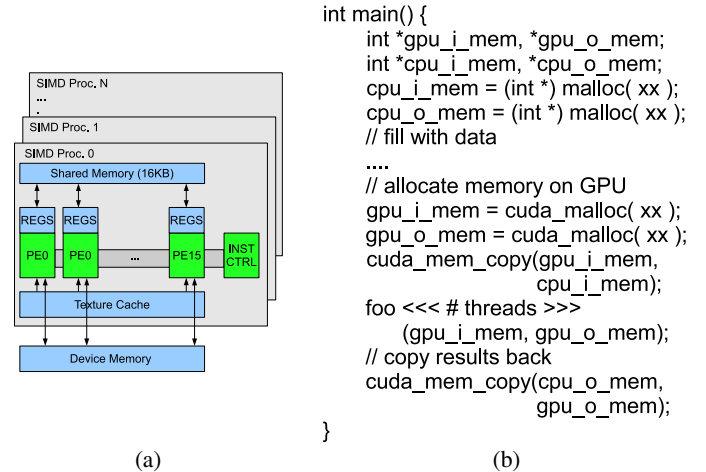 SIMD Proc. N
...
.
SIMD Proc. 1
SIMD Proc. 0
Shared Memory (16KB)
REGS REGS REGS
PE0 PE0 ... PE15 INST CTRL
Texture Cache
Device Memory
(a)
int main() {
int *gpu_i_mem, *gpu_o_mem;
int *cpu_i_mem, *cpu_o_mem;
cpu_i_mem = (int *) malloc( xx );
cpu_o_mem = (int *) malloc( xx );
// fill with data
....
// allocate memory on GPU
gpu_i_mem = cuda_malloc( xx );
gpu_o_mem = cuda_malloc( xx );
cuda_mem_copy(gpu_i_mem,
cpu_i_mem);
foo <<< # threads >>>
(gpu_i_mem, gpu_o_mem);
// copy results back
cuda_mem_copy(cpu_o_mem,
gpu_o_mem);
}
(b)